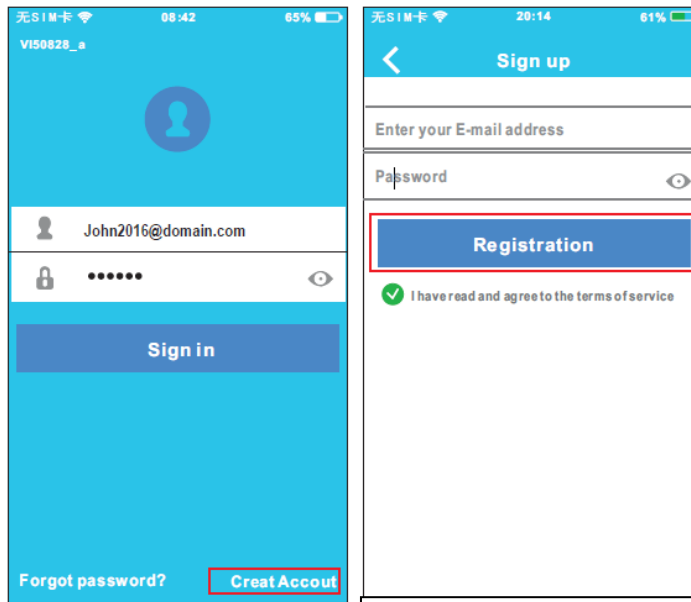 无SIM卡 08:42 65%
VI50828_a
John2016@domain.com
••••••
Sign in
Forgot password? Creat Accout
无SIM卡 20:14 61%
Sign up
Enter your E-mail address
Password
Registration
I have read and agree to the terms of service